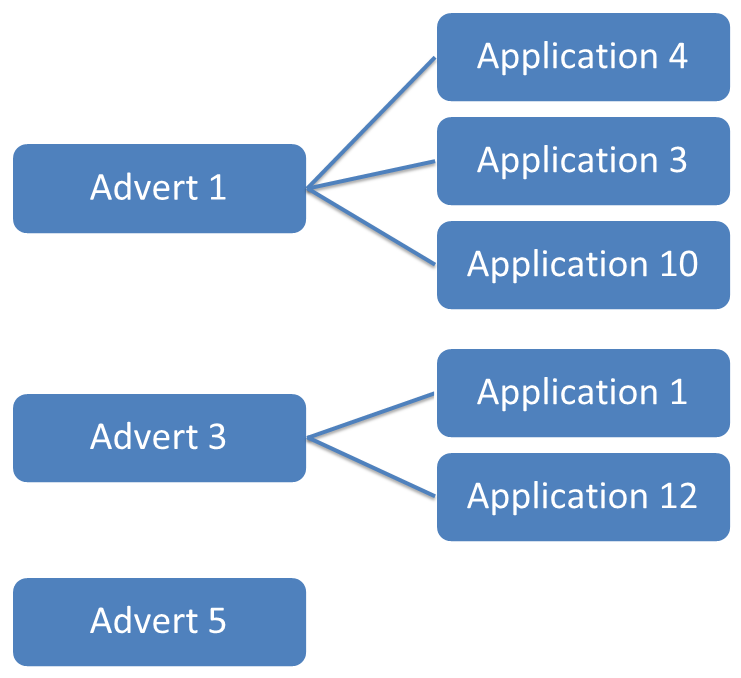 Advert 1
Application 4
Application 3
Application 10
Advert 3
Application 1
Application 12
Advert 5